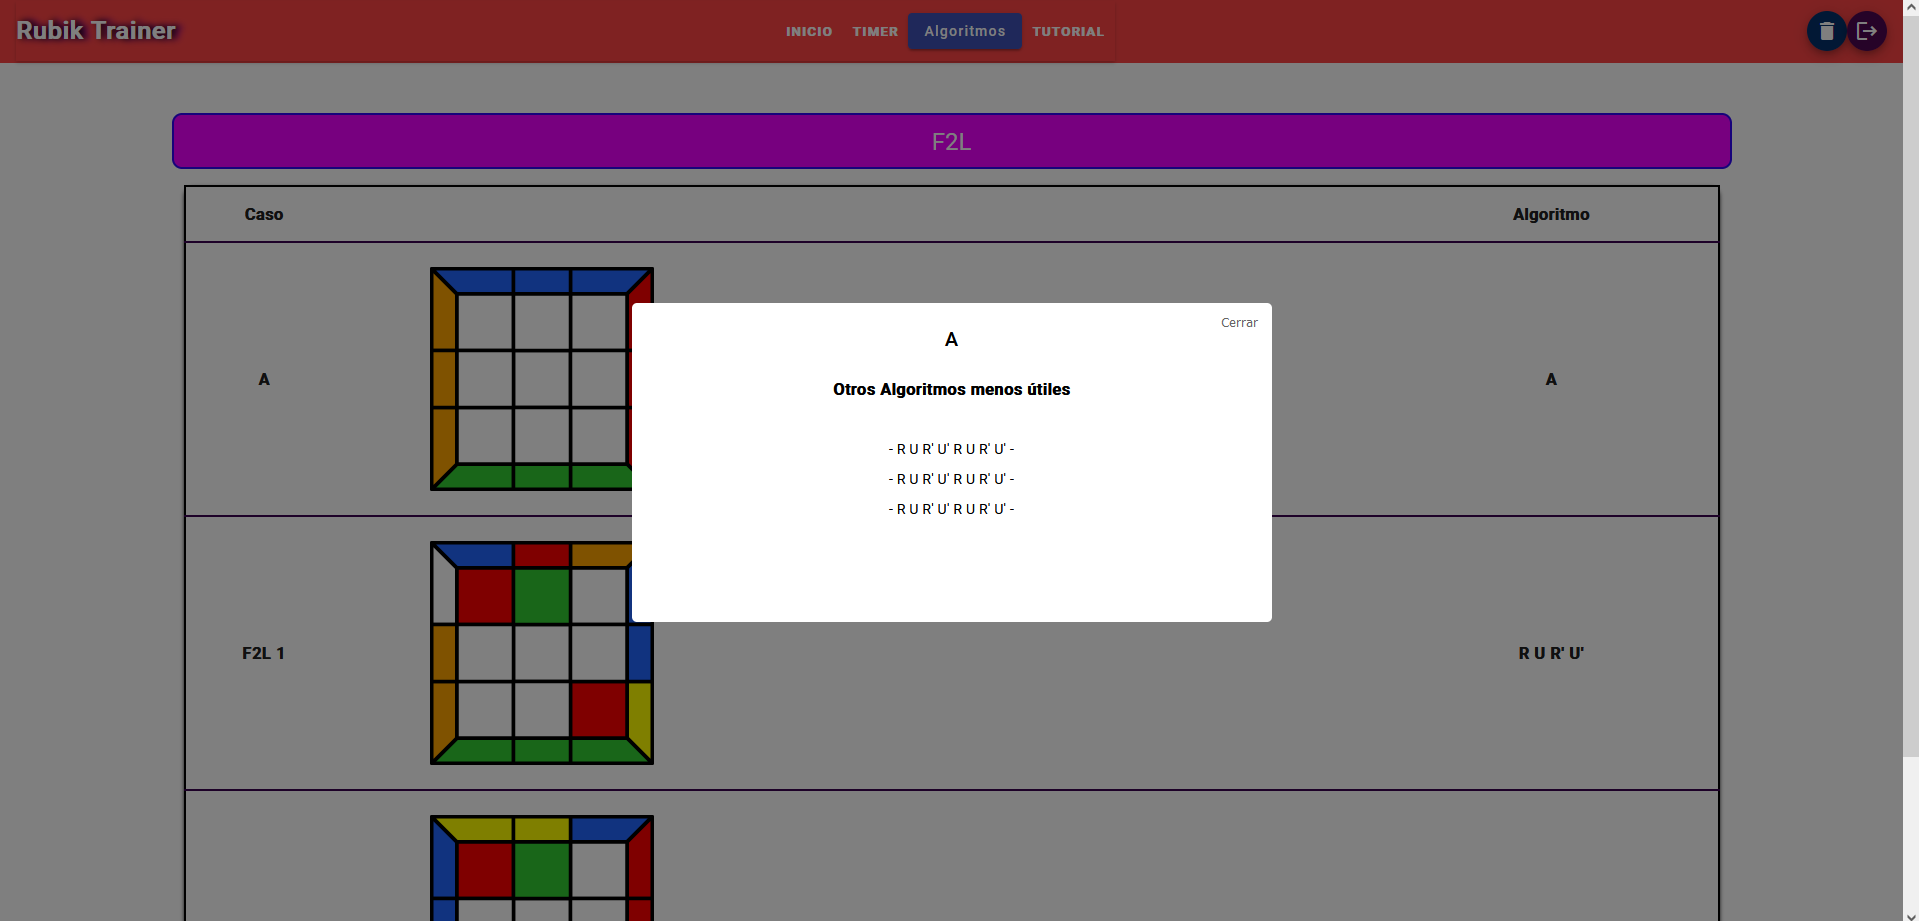 Rubik Trainer
INICIO TIMER Algoritmos TUTORIAL
F2L
Caso Algoritmo
A A
Cerrar
A
Otros Algoritmos menos útiles
- R U R' U' R U R' U' -
- R U R' U' R U R' U' -
- R U R' U' R U R' U' -
F2L 1 R U R' U'